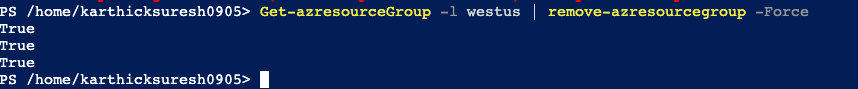 PS /home/karthicksuresh0905> Get-azresourceGroup -l westus | remove-azresourcegroup -Force
True
True
True
PS /home/karthicksuresh0905>